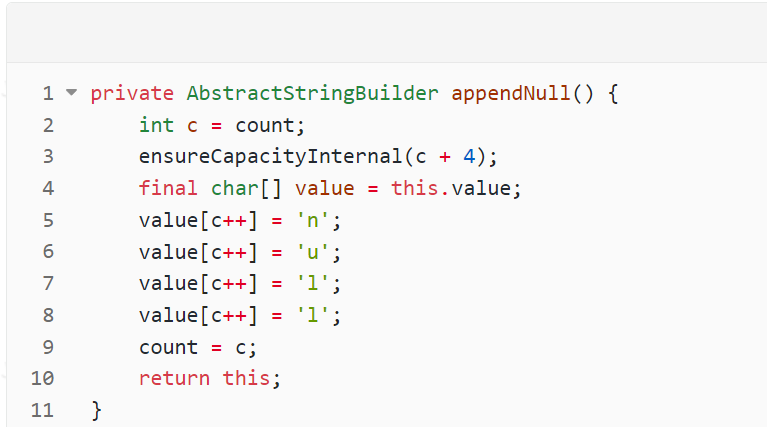 1 private AbstractStringBuilder appendNull() {
2 int c = count;
3 ensureCapacityInternal(c + 4);
4 final char[] value = this.value;
5 value[c++] = 'n';
6 value[c++] = 'u';
7 value[c++] = 'l';
8 value[c++] = 'l';
9 count = c;
10 return this;
11 }